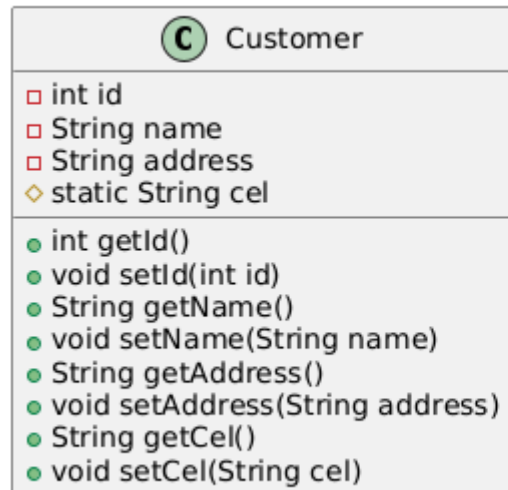 C Customer
int id
String name
String address
static String cel
int getId()
void setId(int id)
String getName()
void setName(String name)
String getAddress()
void setAddress(String address)
String getCel()
void setCel(String cel)